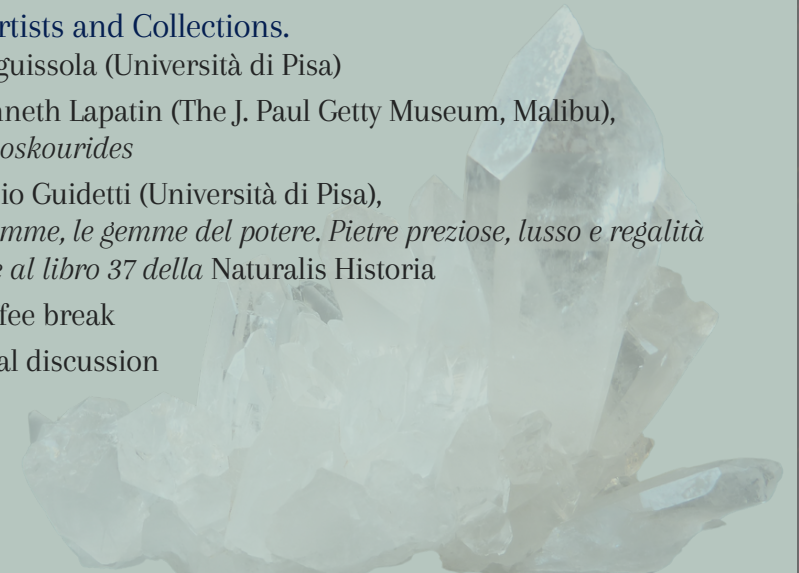 rtists and Collections.
guissola (Università di Pisa)
nneth Lapatin (The J. Paul Getty Museum, Malibu),
oskourides
io Guidetti (Università di Pisa),
mme, le gemme del potere. Pietre preziose, lusso e regalità
e al libro 37 della Naturalis Historia
fee break
al discussion